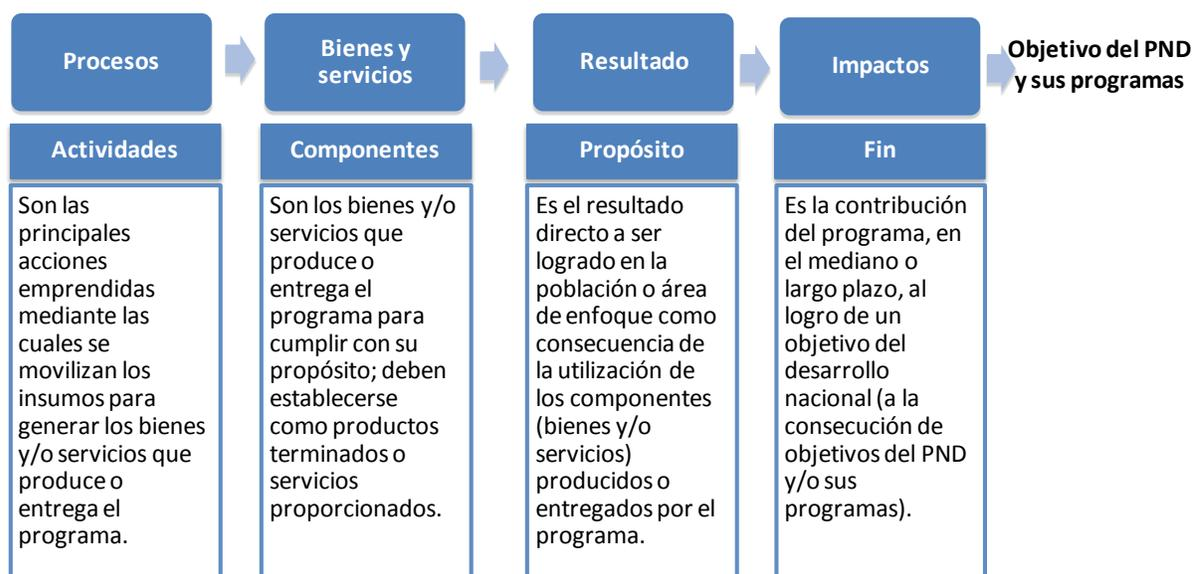 Procesos
Bienes y
servicios
Resultado
Impactos
Objetivo del PND
y sus programas
Actividades
Son las
principales
acciones
emprendidas
mediante las
cuales se
movilizan los
insumos para
generar los bienes
y/o servicios que
produce o
entrega el
programa.
Componentes
Son los bienes y/o
servicios que
produce o
entrega el
programa para
cumplir con su
propósito; deben
establecerse
como productos
terminados o
servicios
proporcionados.
Propósito
Es el resultado
directo a ser
logrado en la
población o área
de enfoque como
consecuencia de
la utilización de
los componentes
(bienes y/o
servicios)
producidos o
entregados por el
programa.
Fin
Es la contribución
del programa, en
el mediano o
largo plazo, al
logro de un
objetivo del
desarrollo
nacional (a la
consecución de
objetivos del PND
y/o sus
programas).